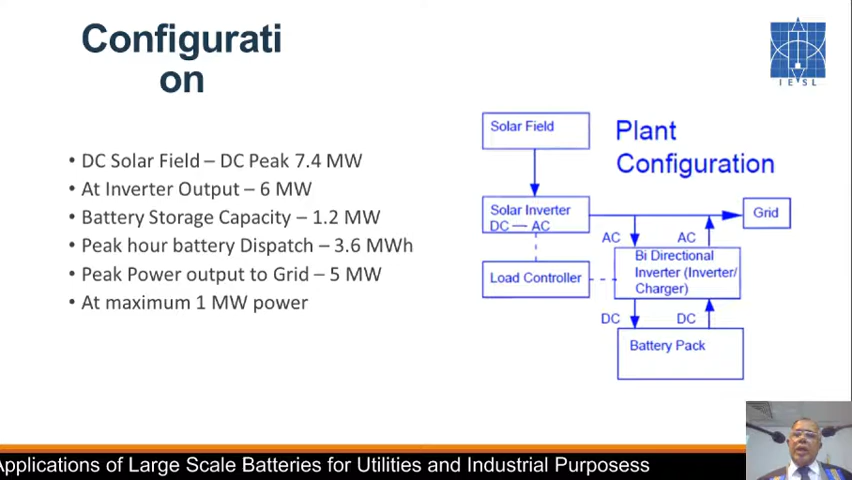 Configurati
on
IESL
• DC Solar Field – DC Peak 7.4 MW
• At Inverter Output – 6 MW
• Battery Storage Capacity – 1.2 MW
• Peak hour battery Dispatch – 3.6 MWh
• Peak Power output to Grid – 5 MW
• At maximum 1 MW power
Plant
Configuration
Solar Field
Solar Inverter
DC — AC
Grid
AC
AC
Bi Directional
Inverter (Inverter/
Charger)
Load Controller
DC
DC
Battery Pack
Applications of Large Scale Batteries for Utilities and Industrial Purposess